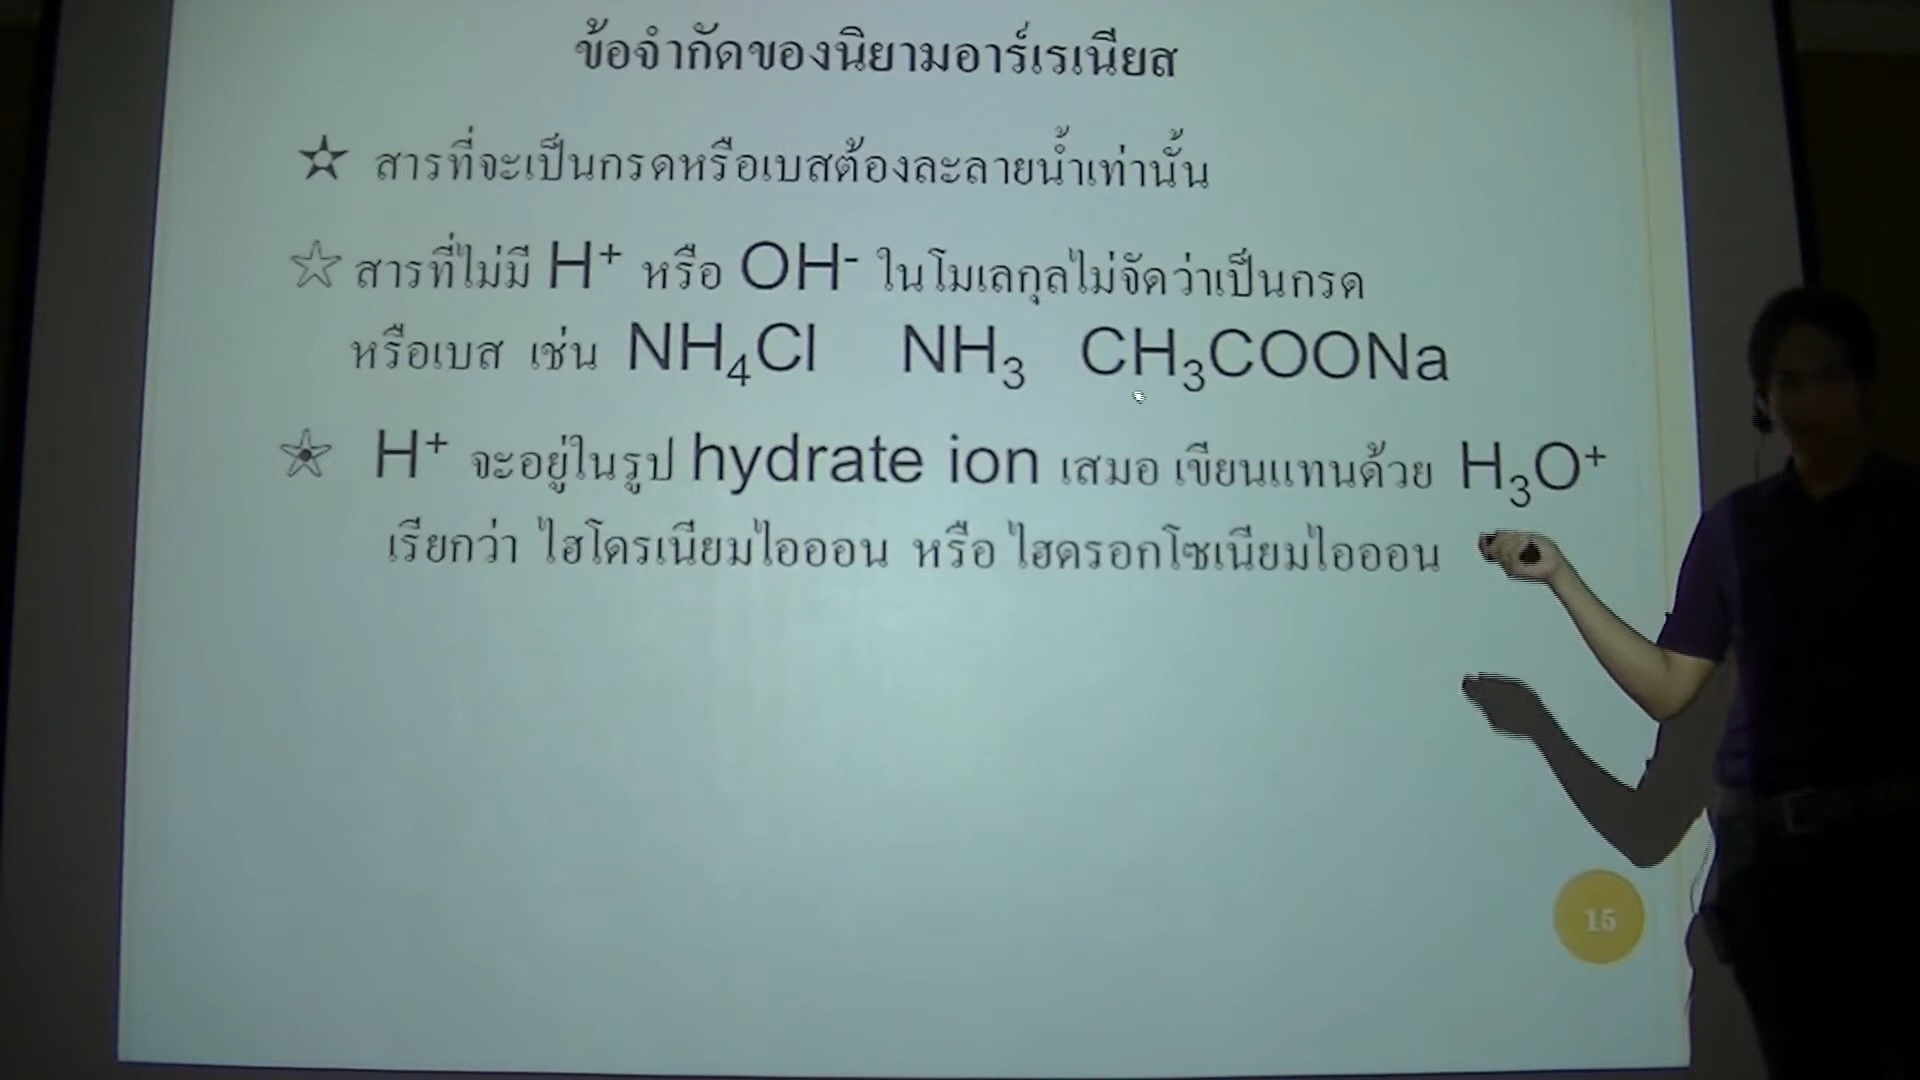 ข้อจำกัดของนิยามอาร์เรเนียส
สารที่จะเป็นกรดหรือเบสต้องละลายน้ำเท่านั้น
สารที่ไม่มี H⁺ หรือ OH⁻ ในโมเลกุลไม่จัดว่าเป็นกรด
หรือเบส เช่น NH₄Cl NH₃ CH₃COONa
H⁺ จะอยู่ในรูป hydrate ion เสมอ เขียนแทนด้วย H₃O⁺
เรียกว่า ไฮโดรเนียมไอออน หรือ ไฮดรอกโซเนียมไอออน
15